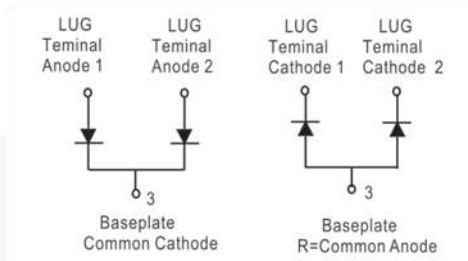 LUG
Teminal
Anode 1
LUG
Teminal
Anode 2
LUG
Teminal
Cathode 1
LUG
Teminal
Cathode 2
3
Baseplate
Common Cathode
3
Baseplate
R=Common Anode